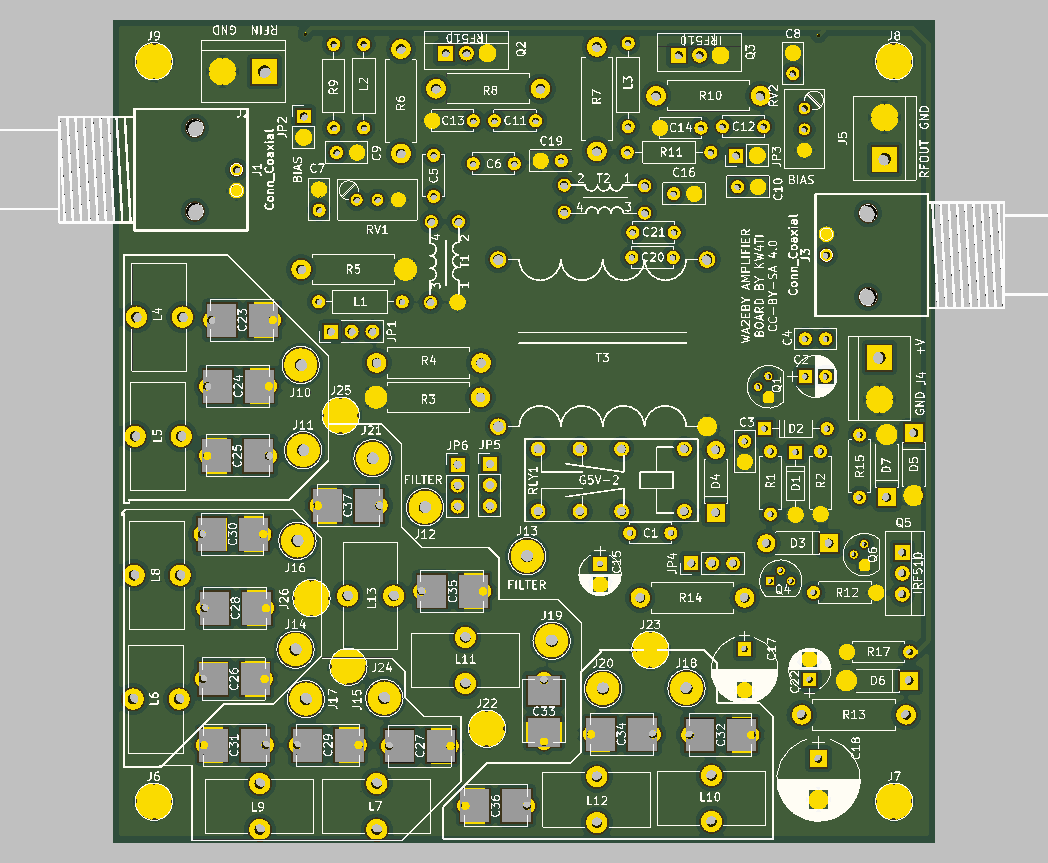 J9
GND RFIN
IRF510
Q2
IRF510
Q3
C8
J8
R9
L2
R6
R8
R7
L3
R10
RV2
C13
C11
C14
C12
JP2
BIAS
C9
C5
C6
C19
R11
JP3
BIAS
J5
RFOUT GND
J1
Conn_Coaxial
C7
RV1
2 T2 1
4 3
C16
C10
C21
C20
R5
4 2
T1
3 1
L1
JP1
WA2EBY AMPLIFIER
BOARD BY KW4TI
CC-BY-SA 4.0
Conn_Coaxial
J3
L4
C23
J10
C24
R4
R3
T3
C4
C2
Q1
+V
GND J4
J25
L5
C25
J11
J21
JP6
JP5
FILTER
J12
C37
RLY1
G5V-2
D4
C3
D2
R1
D1
R2
R15
D7
D5
C1
D3
Q5
IRF510
Q6
C30
J16
L8
C28
J26
L13
C35
J13
FILTER
C15
JP4
R14
Q4
R12
J14
L6
C26
J17
J15
J24
L11
J19
J23
J20
J18
C17
C22
R17
D6
R13
C31
C29
C27
J22
C33
C34
C32
C18
J6
L9
L7
C36
L12
L10
J7